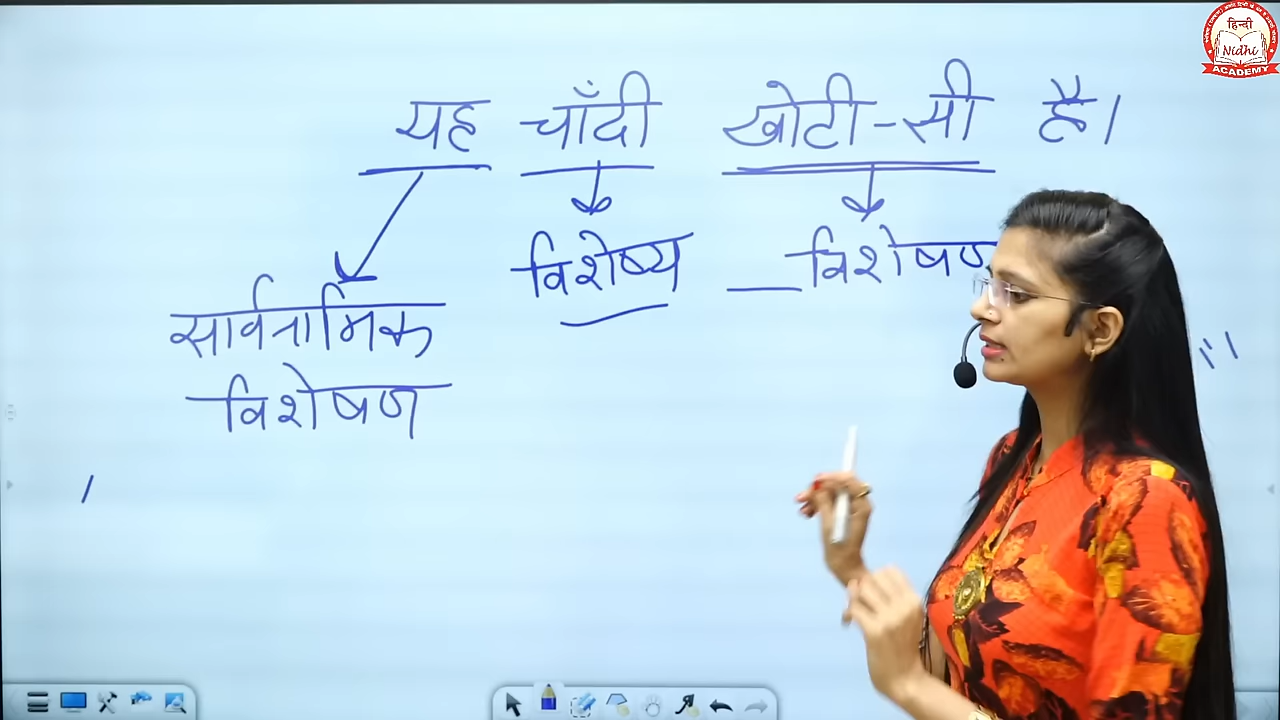 यह चाँदी खोटी-सी है।
विशेष्य विशेषण
सार्वनामिक
विशेषण
हिन्दी
Nidhi
ACADEMY